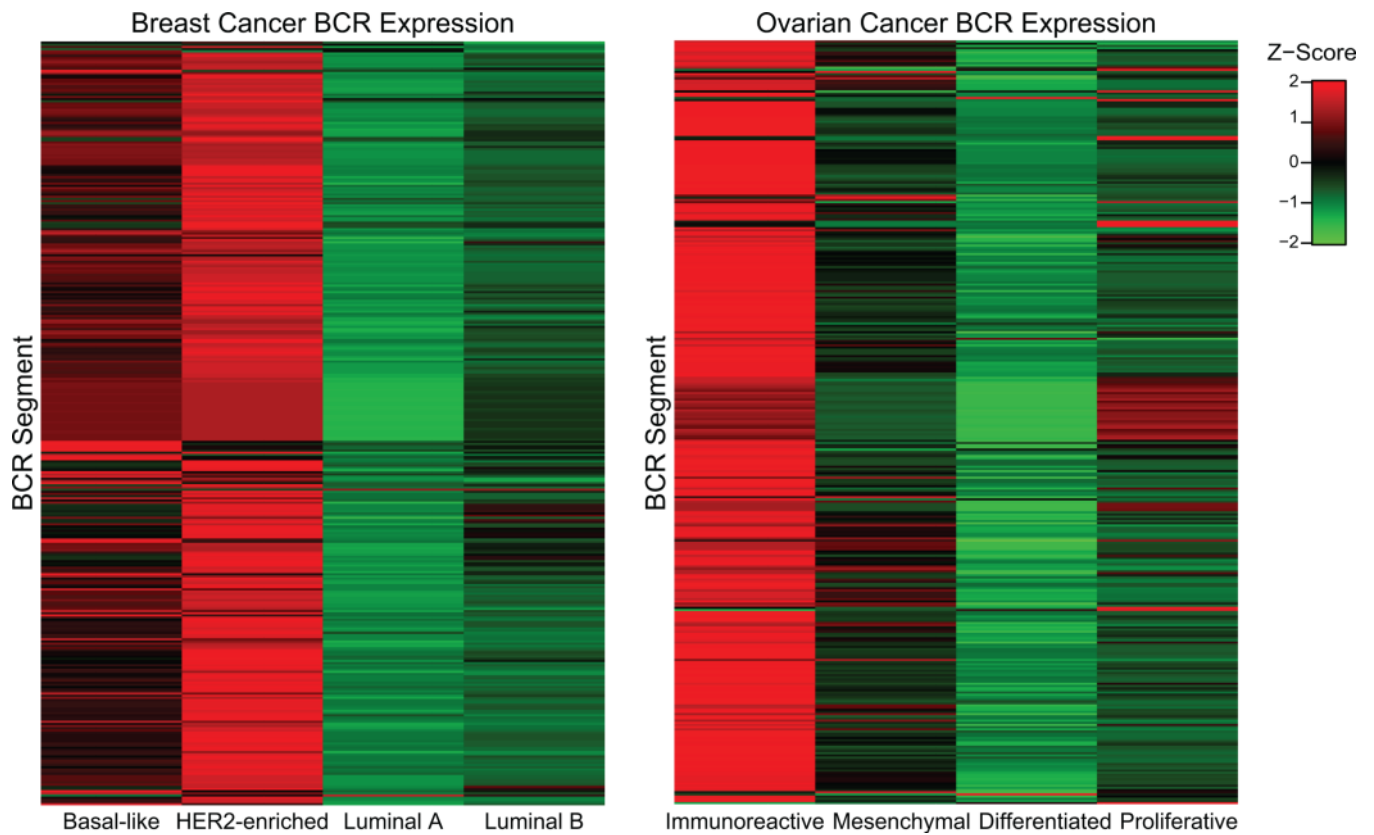 Breast Cancer BCR Expression
Ovarian Cancer BCR Expression
Z−Score
2
1
0
−1
−2
BCR Segment
BCR Segment
Basal-like HER2-enriched Luminal A Luminal B
Immunoreactive Mesenchymal Differentiated Proliferative